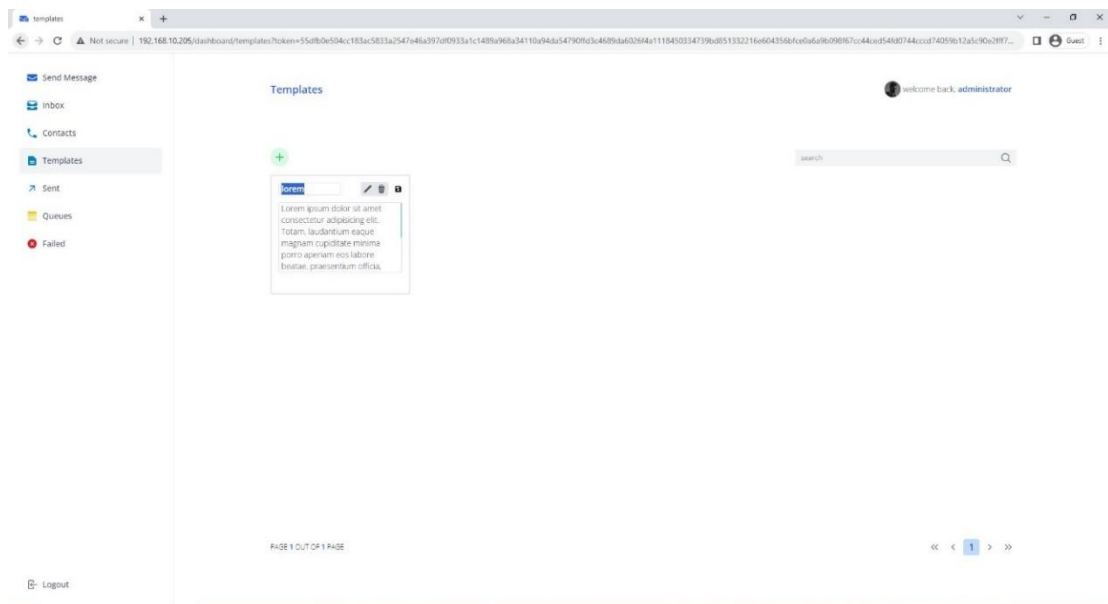 templates
Not secure | 192.168.10.205/dashboard/templates?token=
Guest
Send Message
Inbox
Contacts
Templates
Sent
Queues
Failed
Logout
Templates
welcome back, administrator
search
lorem
Lorem ipsum dolor sit amet
consectetur adipisicing elit.
Totam, laudantium eaque
magnam cupiditate minima
porro aperiam eos labore
beatae, praesentium officia,
PAGE 1 OUT OF 1 PAGE
1